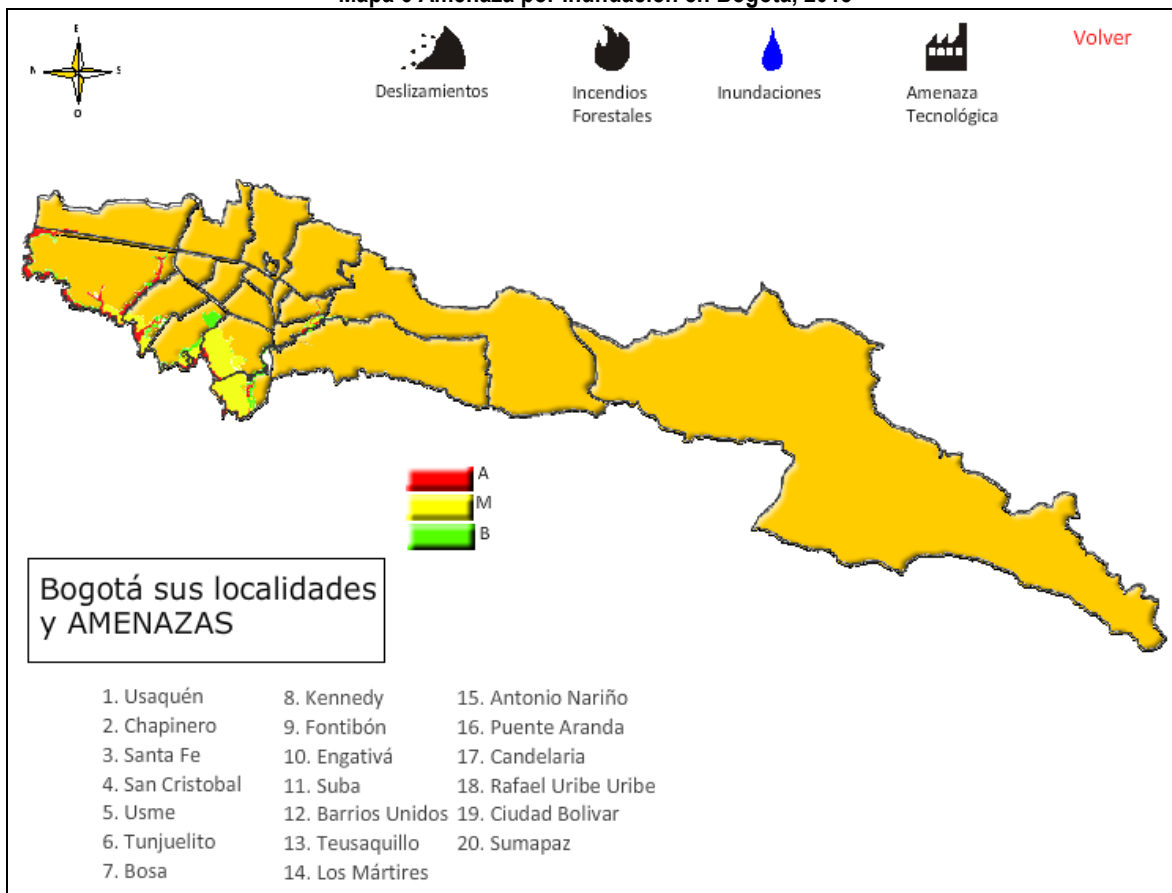 E
N
S
O
Deslizamientos
Incendios
Forestales
Inundaciones
Amenaza
Tecnológica
Volver
A
M
B
Bogotá sus localidades
y AMENAZAS
1. Usaquén
2. Chapinero
3. Santa Fe
4. San Cristobal
5. Usme
6. Tunjuelito
7. Bosa
8. Kennedy
9. Fontibón
10. Engativá
11. Suba
12. Barrios Unidos
13. Teusaquillo
14. Los Mártires
15. Antonio Nariño
16. Puente Aranda
17. Candelaria
18. Rafael Uribe Uribe
19. Ciudad Bolivar
20. Sumapaz